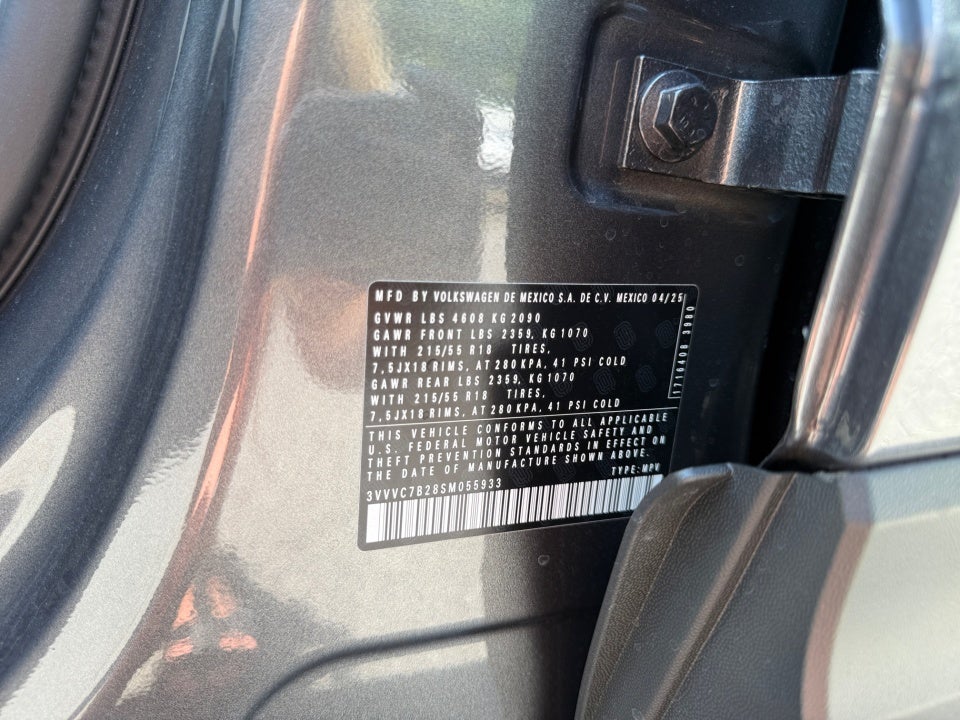 MFD BY VOLKSWAGEN DE MEXICO S.A. DE C.V. MEXICO 04/25
GVWR LBS 4608 KG2090
GAWR FRONT LBS 2359, KG1070
WITH 215/55 R18 TIRES,
7,5JX18 RIMS, AT 280KPA, 41 PSI COLD
GAWR REAR LBS 2359, KG1070
WITH 215/55 R18 TIRES,
7,5JX18 RIMS, AT 280KPA, 41 PSI COLD
1719408 3980
THIS VEHICLE CONFORMS TO ALL APPLICABLE
U.S. FEDERAL MOTOR VEHICLE SAFETY AND
THEFT PREVENTION STANDARDS IN EFFECT ON
THE DATE OF MANUFACTURE SHOWN ABOVE.
TYPE:MPV
3VVVC7B28SM055933